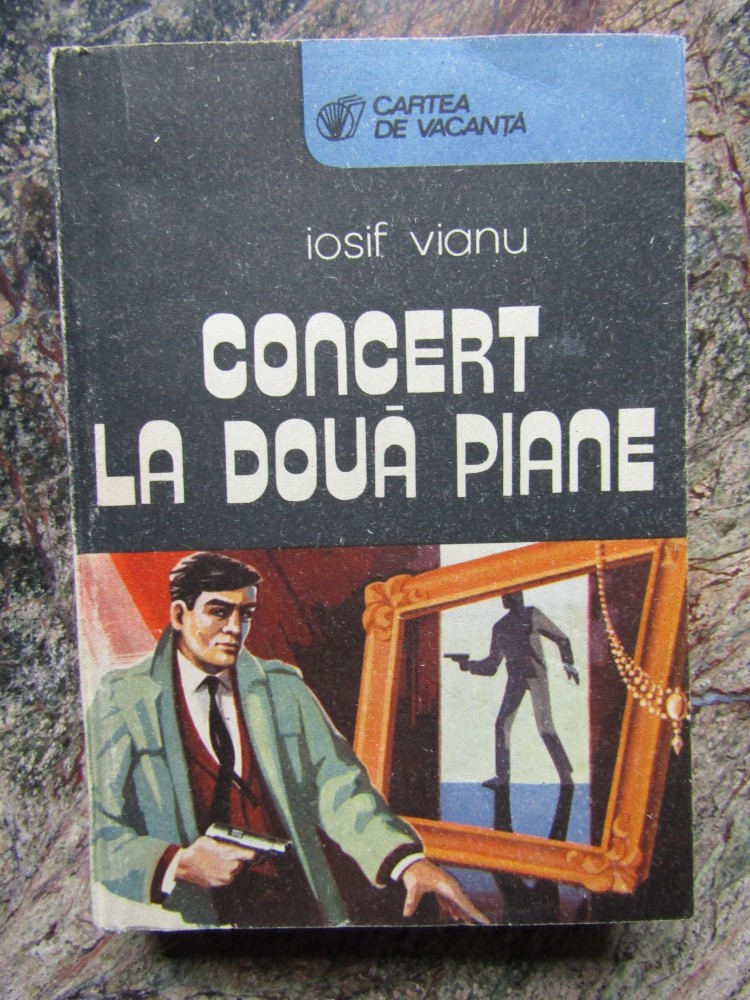 CARTEA
DE VACANȚĂ
iosif vianu
CONCERT
LA DOUĂ PIANE